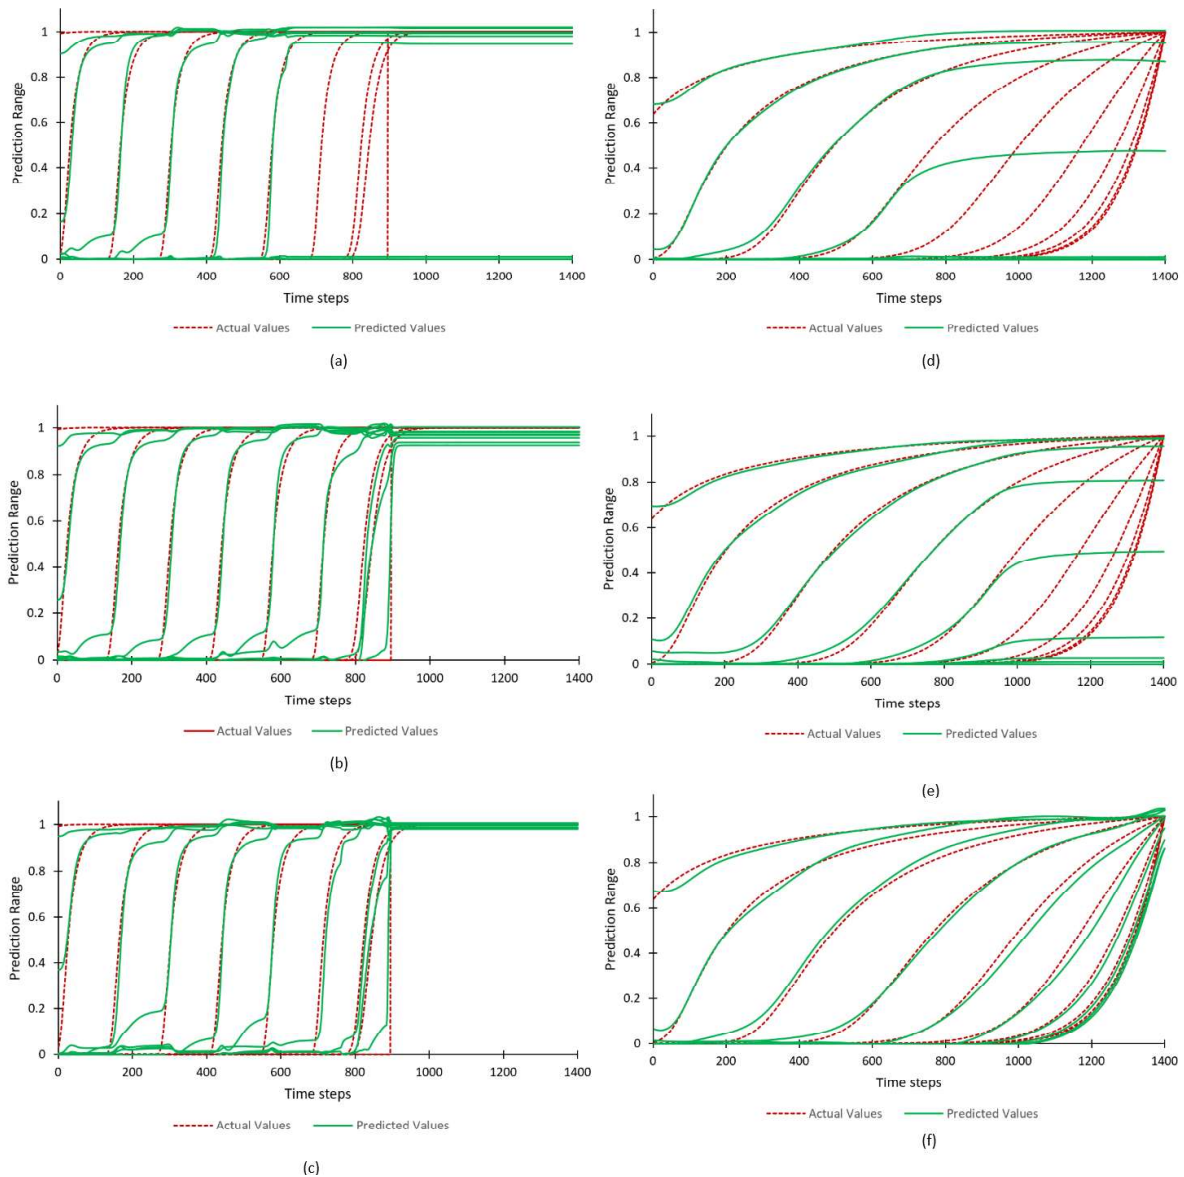 1
0.8
0.6
0.4
0.2
0
Prediction Range
0 200 400 600 800 1000 1200 1400
Time steps
Actual Values Predicted Values
(a)
1
0.8
0.6
0.4
0.2
0
Prediction Range
0 200 400 600 800 1000 1200 1400
Time steps
Actual Values Predicted Values
(d)
1
0.8
0.6
0.4
0.2
0
Prediction Range
0 200 400 600 800 1000 1200 1400
Time steps
Actual Values Predicted Values
(b)
1
0.8
0.6
0.4
0.2
0
Prediction Range
0 200 400 600 800 1000 1200 1400
Time steps
Actual Values Predicted Values
(e)
1
0.8
0.6
0.4
0.2
0
Prediction Range
0 200 400 600 800 1000 1200 1400
Time steps
Actual Values Predicted Values
(c)
1
0.8
0.6
0.4
0.2
0
Prediction Range
0 200 400 600 800 1000 1200 1400
Time steps
Actual Values Predicted Values
(f)